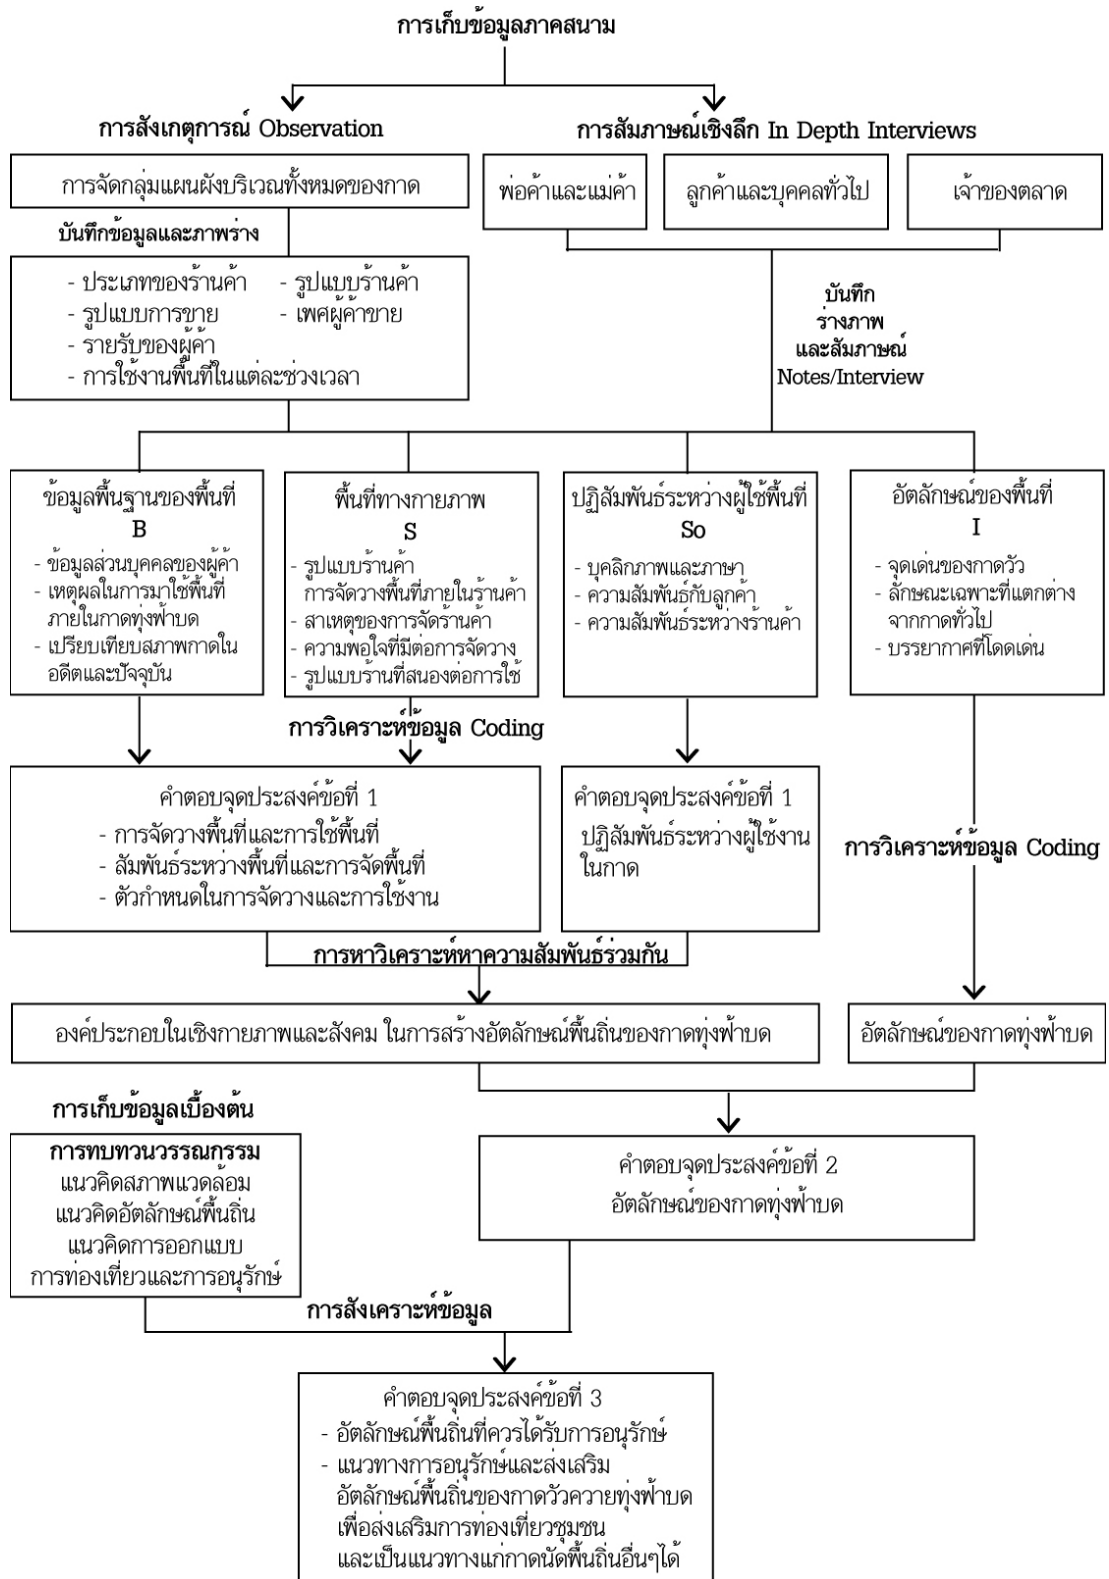 การเก็บข้อมูลภาคสนาม
การสังเกตุการณ์ Observation
การสัมภาษณ์เชิงลึก In Depth Interviews
การจัดกลุ่มแผนผังบริเวณทั้งหมดของกาด
พ่อค้าและแม่ค้า
ลูกค้าและบุคคลทั่วไป
เจ้าของตลาด
บันทึกข้อมูลและภาพร่าง
- ประเภทของร้านค้า - รูปแบบร้านค้า
- รูปแบบการขาย - เพศผู้ค้าขาย
- รายรับของผู้ค้า
- การใช้งานพื้นที่ในแต่ละช่วงเวลา
บันทึก
ร่างภาพ
และสัมภาษณ์
Notes/Interview
ข้อมูลพื้นฐานของพื้นที่
B
- ข้อมูลส่วนบุคคลของผู้ค้า
- เหตุผลในการมาใช้พื้นที่
ภายในกาดทุ่งฟ้าบด
- เปรียบเทียบสภาพกาดใน
อดีตและปัจจุบัน
พื้นที่ทางกายภาพ
S
- รูปแบบร้านค้า
การจัดวางพื้นที่ภายในร้านค้า
- สาเหตุของการจัดร้านค้า
- ความพอใจที่มีต่อการจัดวาง
- รูปแบบร้านที่สนองต่อการใช้
ปฏิสัมพันธ์ระหว่างผู้ใช้พื้นที่
So
- บุคลิกภาพและภาษา
- ความสัมพันธ์กับลูกค้า
- ความสัมพันธ์ระหว่างร้านค้า
อัตลักษณ์ของพื้นที่
I
- จุดเด่นของกาดวัว
- ลักษณะเฉพาะที่แตกต่าง
จากกาดทั่วไป
- บรรยากาศที่โดดเด่น
การวิเคราะห์ข้อมูล Coding
คำตอบจุดประสงค์ข้อที่ 1
- การจัดวางพื้นที่และการใช้พื้นที่
- สัมพันธ์ระหว่างพื้นที่และการจัดพื้นที่
- ตัวกำหนดในการจัดวางและการใช้งาน
คำตอบจุดประสงค์ข้อที่ 1
ปฏิสัมพันธ์ระหว่างผู้ใช้งาน
ในกาด
การวิเคราะห์ข้อมูล Coding
การหาวิเคราะห์หาความสัมพันธ์ร่วมกัน
องค์ประกอบในเชิงกายภาพและสังคม ในการสร้างอัตลักษณ์พื้นถิ่นของกาดทุ่งฟ้าบด
อัตลักษณ์ของกาดทุ่งฟ้าบด
การเก็บข้อมูลเบื้องต้น
การทบทวนวรรณกรรม
แนวคิดสภาพแวดล้อม
แนวคิดอัตลักษณ์พื้นถิ่น
แนวคิดการออกแบบ
การท่องเที่ยวและการอนุรักษ์
คำตอบจุดประสงค์ข้อที่ 2
อัตลักษณ์ของกาดทุ่งฟ้าบด
การสังเคราะห์ข้อมูล
คำตอบจุดประสงค์ข้อที่ 3
- อัตลักษณ์พื้นถิ่นที่ควรได้รับการอนุรักษ์
- แนวทางการอนุรักษ์และส่งเสริม
อัตลักษณ์พื้นถิ่นของกาดวัวควายทุ่งฟ้าบด
เพื่อส่งเสริมการท่องเที่ยวชุมชน
และเป็นแนวทางแก่กาดนัดพื้นถิ่นอื่นๆได้